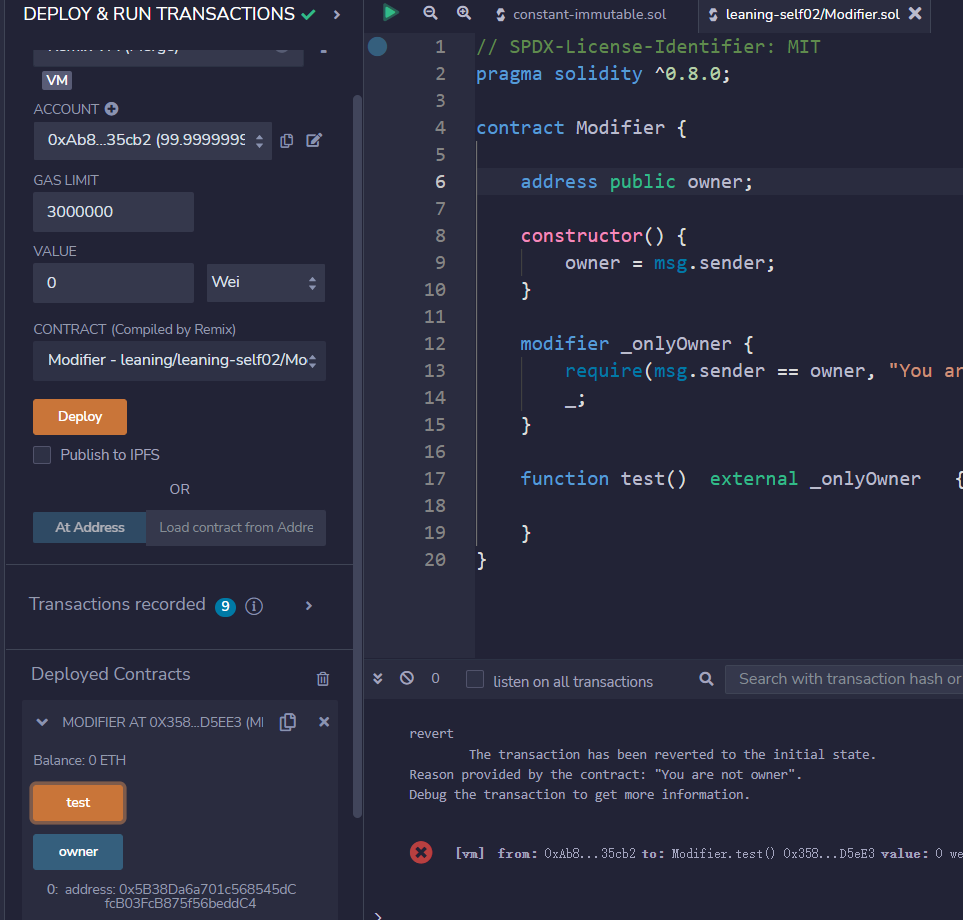 DEPLOY & RUN TRANSACTIONS
VM
ACCOUNT
0xAb8...35cb2 (99.9999999
GAS LIMIT
3000000
VALUE
0
Wei
CONTRACT (Compiled by Remix)
Modifier - leaning/leaning-self02/Mo
Deploy
Publish to IPFS
OR
At Address
Load contract from Addre
Transactions recorded 9 i
Deployed Contracts
MODIFIER AT 0X358...D5EE3 (MI
Balance: 0 ETH
test
owner
0: address: 0x5B38Da6a701c568545dC
fcB03FcB875f56beddC4
constant-immutable.sol
leaning-self02/Modifier.sol
1 // SPDX-License-Identifier: MIT
2 pragma solidity ^0.8.0;
3
4 contract Modifier {
5
6 address public owner;
7
8 constructor() {
9 owner = msg.sender;
10 }
11
12 modifier _onlyOwner {
13 require(msg.sender == owner, "You ar
14 _;
15 }
16
17 function test()  external _onlyOwner   {
18
19 }
20 }
0
listen on all transactions
Search with transaction hash or
revert
The transaction has been reverted to the initial state.
Reason provided by the contract: "You are not owner".
Debug the transaction to get more information.
[vm] from: 0xAb8...35cb2 to: Modifier.test() 0x358...D5eE3 value: 0 we
>